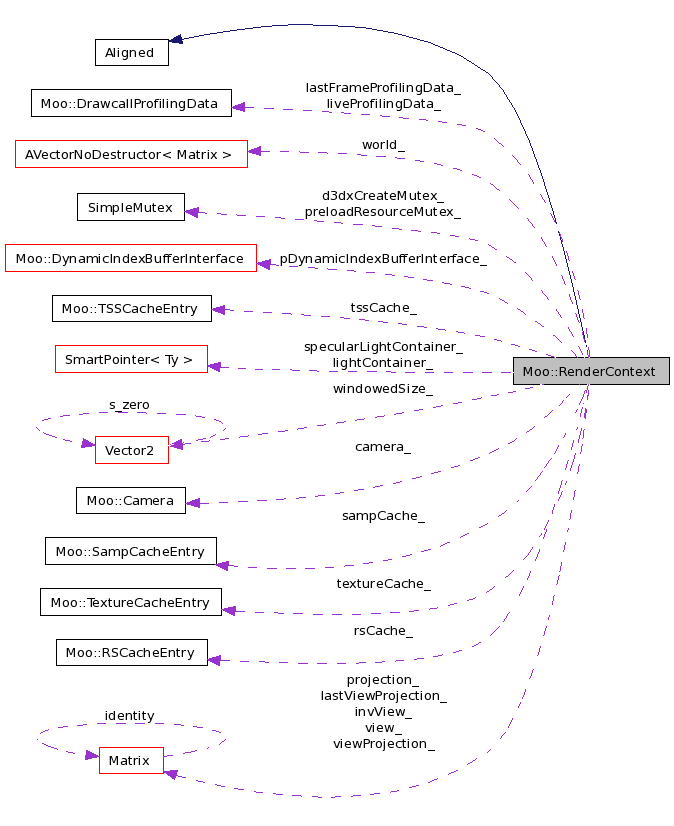 Aligned
lastFrameProfilingData_
Moo::DrawcallProfilingData
liveProfilingData_
world_
AVectorNoDestructor< Matrix >
d3dxCreateMutex_
SimpleMutex
preloadResourceMutex_
Moo::DynamicIndexBufferInterface
pDynamicIndexBufferInterface_
Moo::TSSCacheEntry
tssCache_
specularLightContainer_
SmartPointer< Ty >
lightContainer_
Moo::RenderContext
windowedSize_
s_zero
Vector2
camera_
Moo::Camera
sampCache_
Moo::SampCacheEntry
textureCache_
Moo::TextureCacheEntry
rsCache_
Moo::RSCacheEntry
projection_
lastViewProjection_
invView_
identity
view_
viewProjection_
Matrix